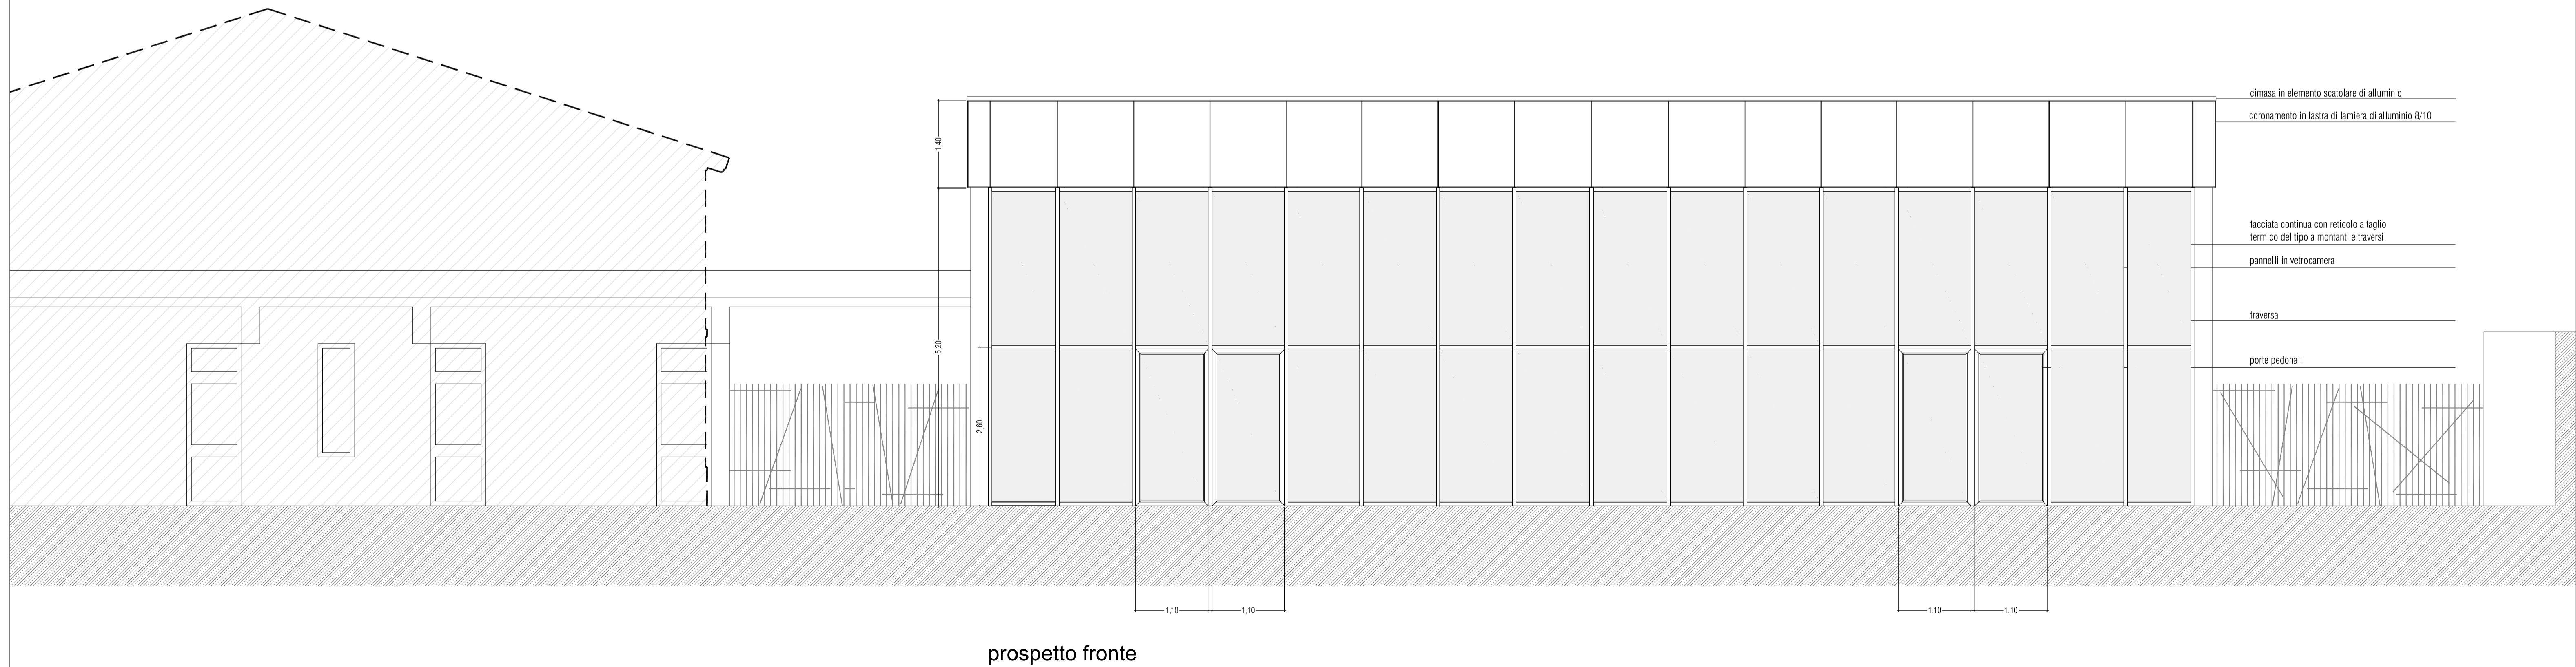 cimasa in elemento scatolare di alluminio
coronamento in lastra di lamiera di alluminio 8/10
1,40
facciata continua con reticolo a taglio
termico del tipo a montanti e traversi
pannelli in vetrocamera
traversa
5,20
porte pedonali
2,60
1,10 1,10 1,10 1,10
prospetto fronte